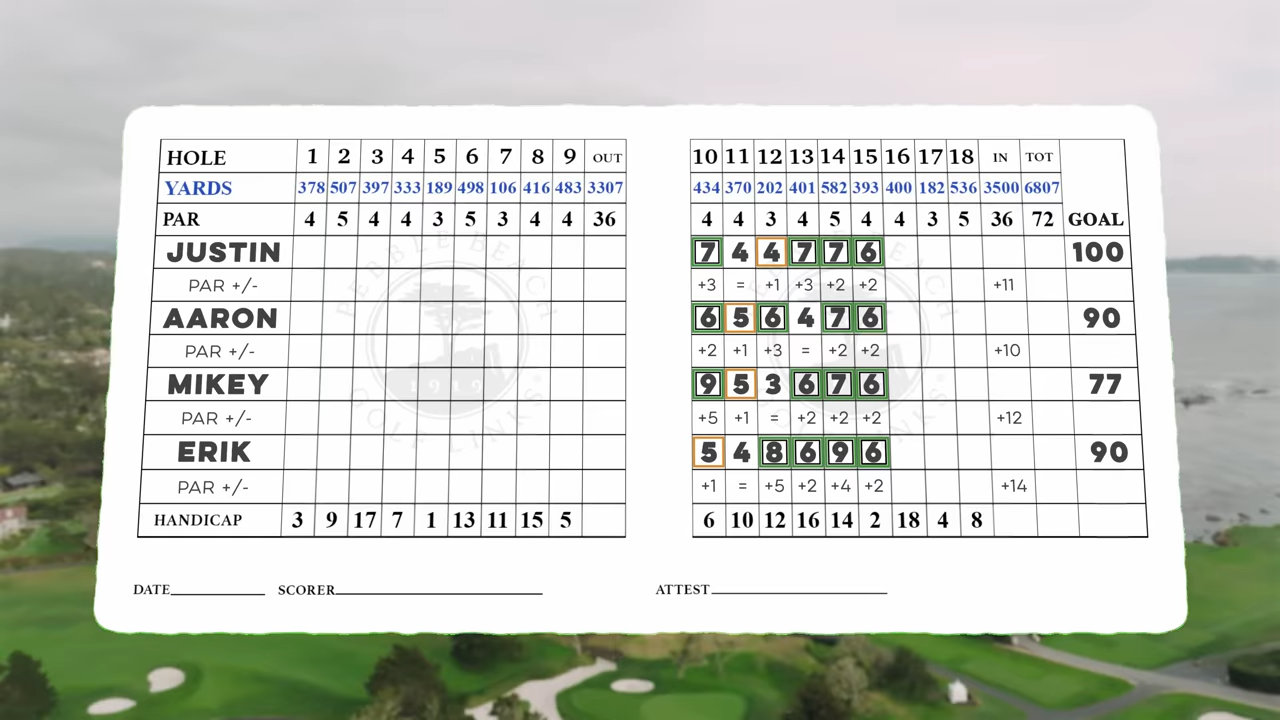 HOLE 1 2 3 4 5 6 7 8 9 OUT 10 11 12 13 14 15 16 17 18 IN TOT
YARDS 378 507 397 333 189 498 106 416 483 3307 434 370 202 401 582 393 400 182 536 3500 6807
PAR 4 5 4 4 3 5 3 4 4 36 4 4 3 4 5 4 4 3 5 36 72 GOAL
JUSTIN 7 4 4 7 7 6 100
PAR +/- +3 = +1 +3 +2 +2 +11
AARON 6 5 6 4 7 6 90
PAR +/- +2 +1 +3 = +2 +2 +10
MIKEY 9 5 3 6 7 6 77
PAR +/- +5 +1 = +2 +2 +2 +12
ERIK 5 4 8 6 9 6 90
PAR +/- +1 = +5 +2 +4 +2 +14
HANDICAP 3 9 17 7 1 13 11 15 5 6 10 12 16 14 2 18 4 8
DATE SCORER ATTEST
PEBBLE BEACH
1919
GOLF LINKS